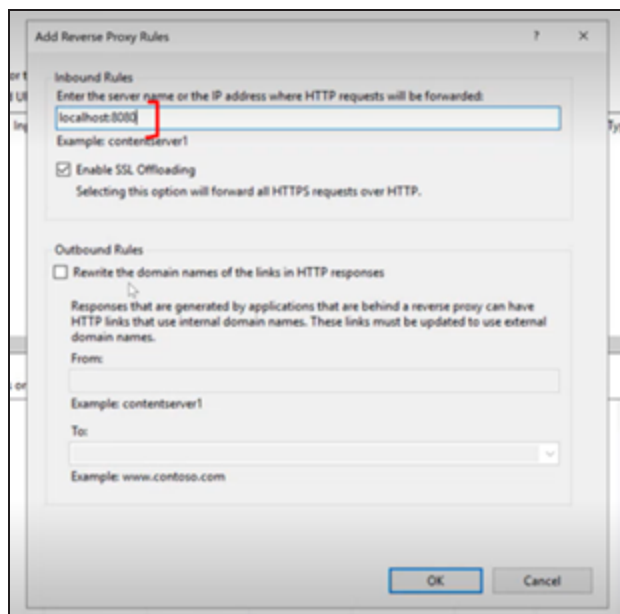 Add Reverse Proxy Rules
?
Inbound Rules
Enter the server name or the IP address where HTTP requests will be forwarded:
localhost:8080
Example: contentserver1
Enable SSL Offloading
Selecting this option will forward all HTTPS requests over HTTP.
Outbound Rules
Rewrite the domain names of the links in HTTP responses
Responses that are generated by applications that are behind a reverse proxy can have
HTTP links that use internal domain names. These links must be updated to use external
domain names.
From:
Example: contentserver1
To:
Example: www.contoso.com
OK
Cancel